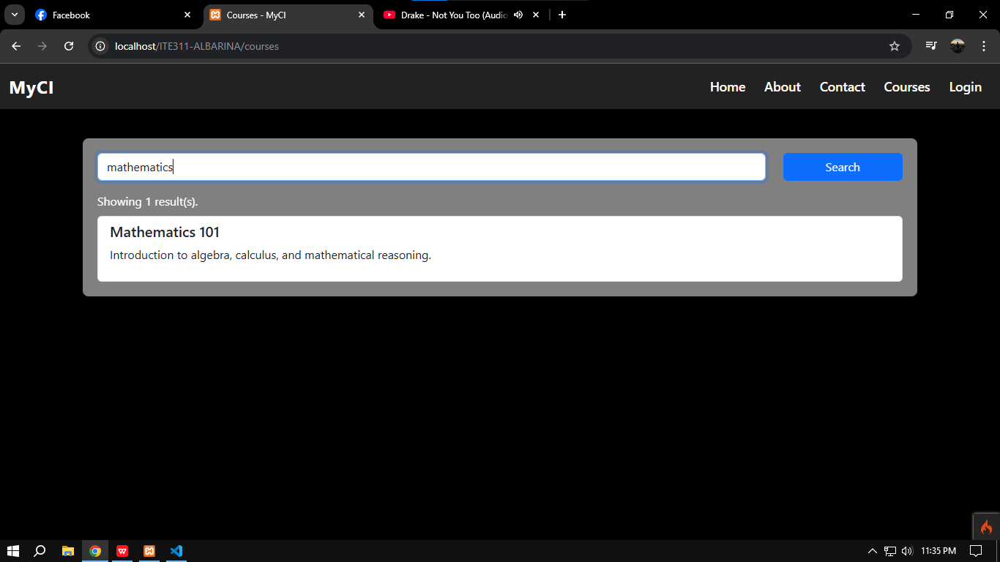 Facebook
Courses - MyCI
Drake - Not You Too (Audio
localhost/ITE311-ALBARINA/courses
MyCI
Home About Contact Courses Login
mathematics
Search
Showing 1 result(s).
Mathematics 101
Introduction to algebra, calculus, and mathematical reasoning.
11:35 PM